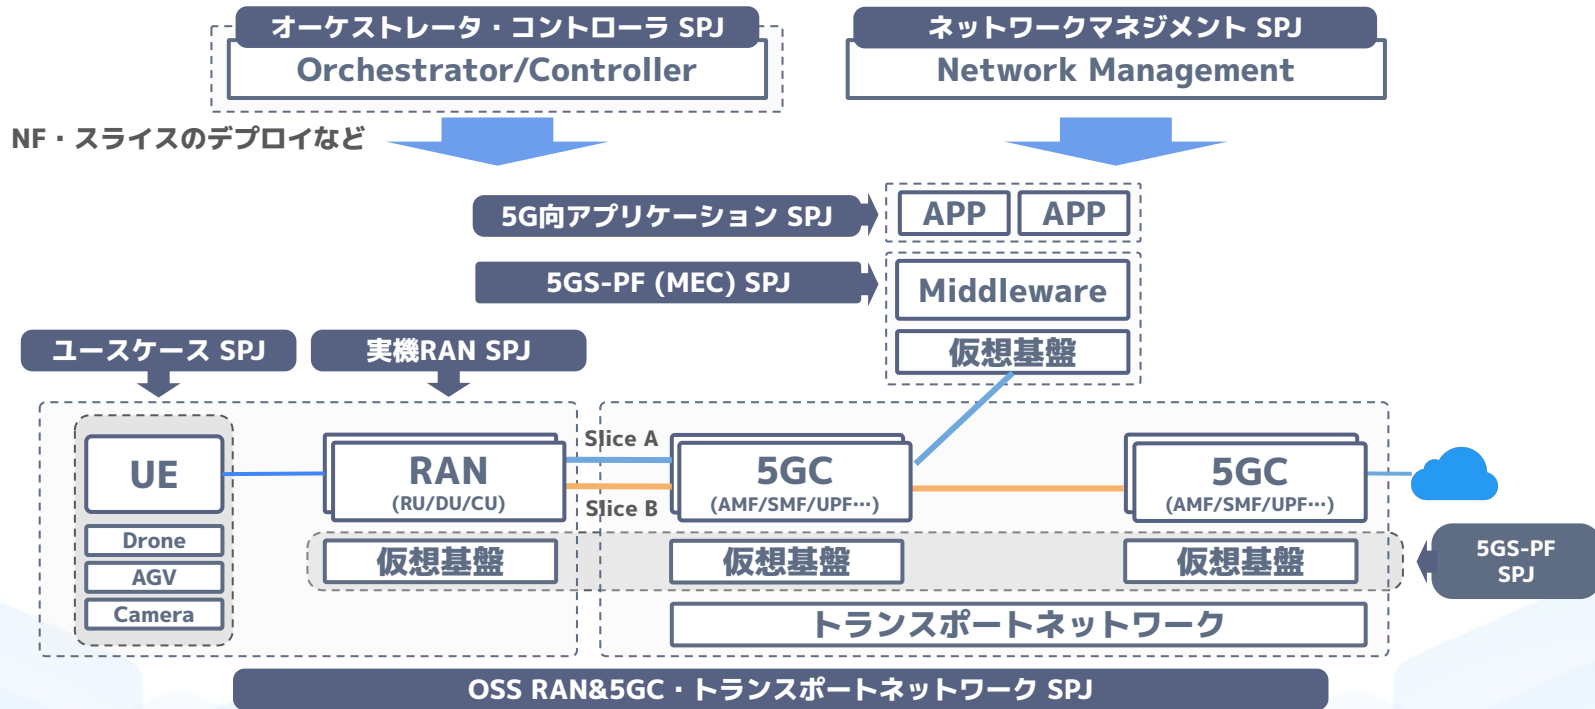 オーケストレータ・コントローラ SPJ
Orchestrator/Controller
ネットワークマネジメント SPJ
Network Management
NF・スライスのデプロイなど
5G向アプリケーション SPJ
APP
APP
5GS-PF (MEC) SPJ
Middleware
仮想基盤
ユースケース SPJ
実機RAN SPJ
UE
Drone
AGV
Camera
RAN
(RU/DU/CU)
仮想基盤
Slice A
Slice B
5GC
(AMF/SMF/UPF…)
仮想基盤
5GC
(AMF/SMF/UPF…)
仮想基盤
5GS-PF
SPJ
トランスポートネットワーク
OSS RAN&5GC・トランスポートネットワーク SPJ